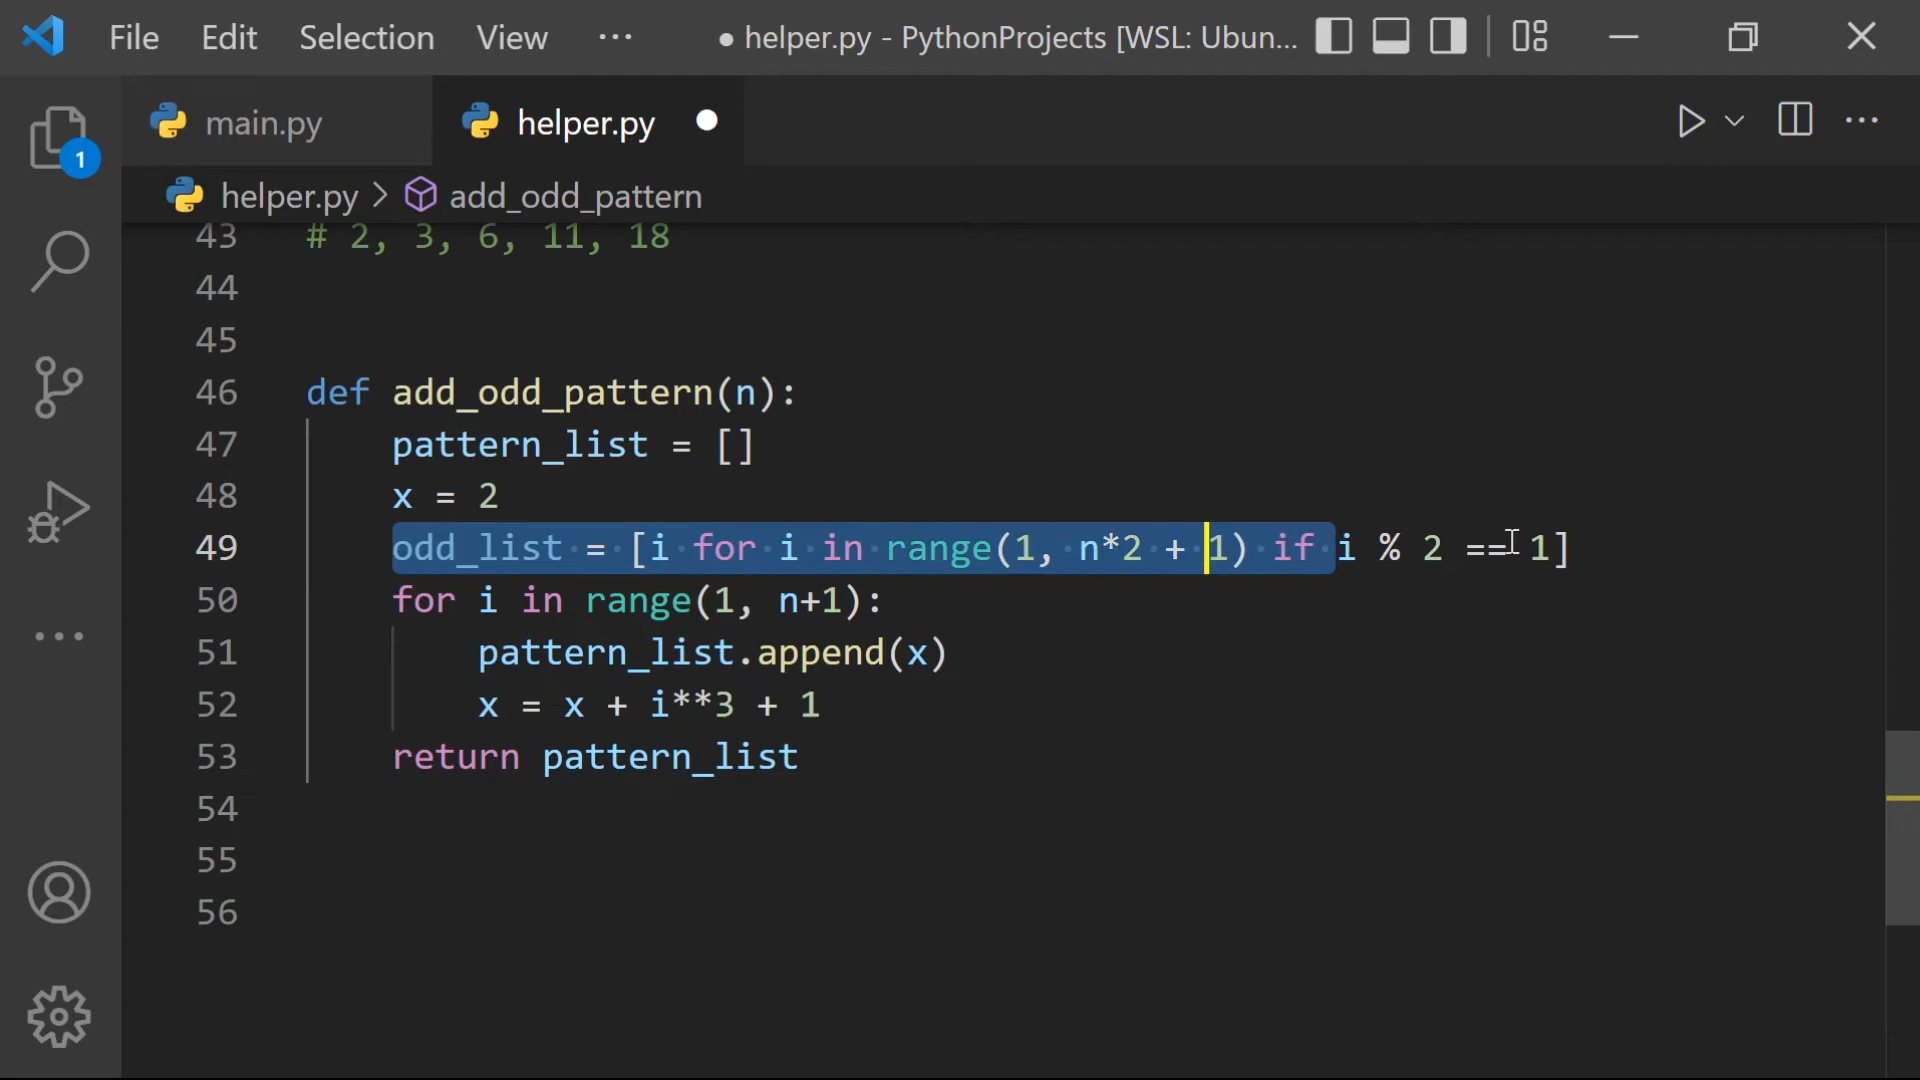 File Edit Selection View ··· ● helper.py - PythonProjects [WSL: Ubun...
main.py helper.py ●
1
helper.py > add_odd_pattern
43 # 2, 3, 6, 11, 18
44
45
46 def add_odd_pattern(n):
47 pattern_list = []
48 x = 2
49 odd_list = [i for i in range(1, n*2 + 1) if i % 2 == 1]
50 for i in range(1, n+1):
51 pattern_list.append(x)
52 x = x + i**3 + 1
53 return pattern_list
54
55
56